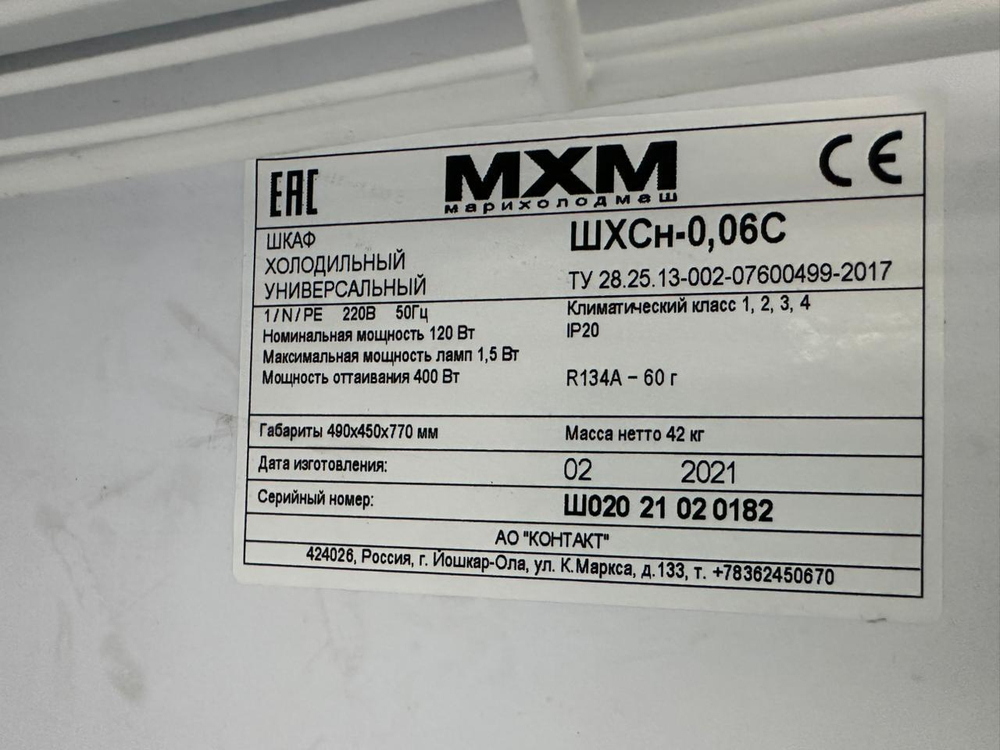 EAC
МХМ
марихолодмаш
CE
ШКАФ
ХОЛОДИЛЬНЫЙ
УНИВЕРСАЛЬНЫЙ
ШХСн-0,06С
ТУ 28.25.13-002-07600499-2017
1/N/PE 220В 50Гц
Номинальная мощность 120 Вт
Максимальная мощность ламп 1,5 Вт
Мощность оттаивания 400 Вт
Климатический класс 1, 2, 3, 4
IP20
R134A – 60 г
Габариты 490х450х770 мм
Масса нетто 42 кг
Дата изготовления: 02 2021
Серийный номер: Ш020 21 02 0182
АО "КОНТАКТ"
424026, Россия, г. Йошкар-Ола, ул. К.Маркса, д.133, т. +78362450670